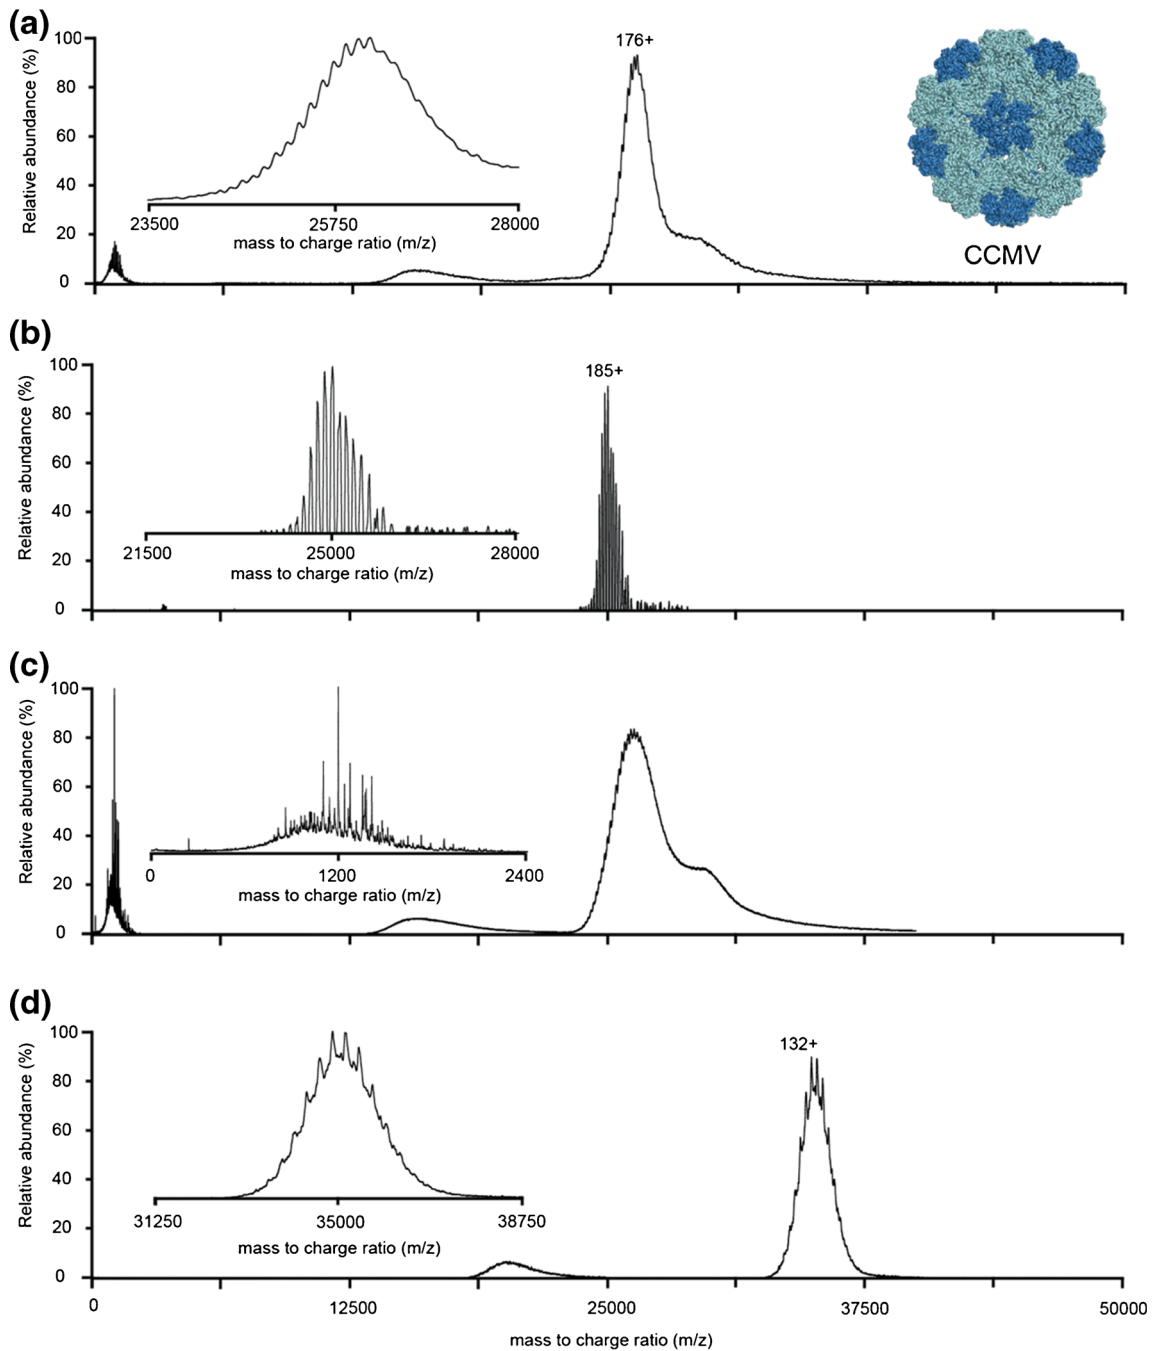 (a)
Relative abundance (%)
100
80
60
40
20
0
176+
23500 25750 28000
mass to charge ratio (m/z)
CCMV
(b)
Relative abundance (%)
100
80
60
40
20
0
185+
21500 25000 28000
mass to charge ratio (m/z)
(c)
Relative abundance (%)
100
80
60
40
20
0
0 1200 2400
mass to charge ratio (m/z)
(d)
Relative abundance (%)
100
80
60
40
20
0
132+
31250 35000 38750
mass to charge ratio (m/z)
0 12500 25000 37500 50000
mass to charge ratio (m/z)